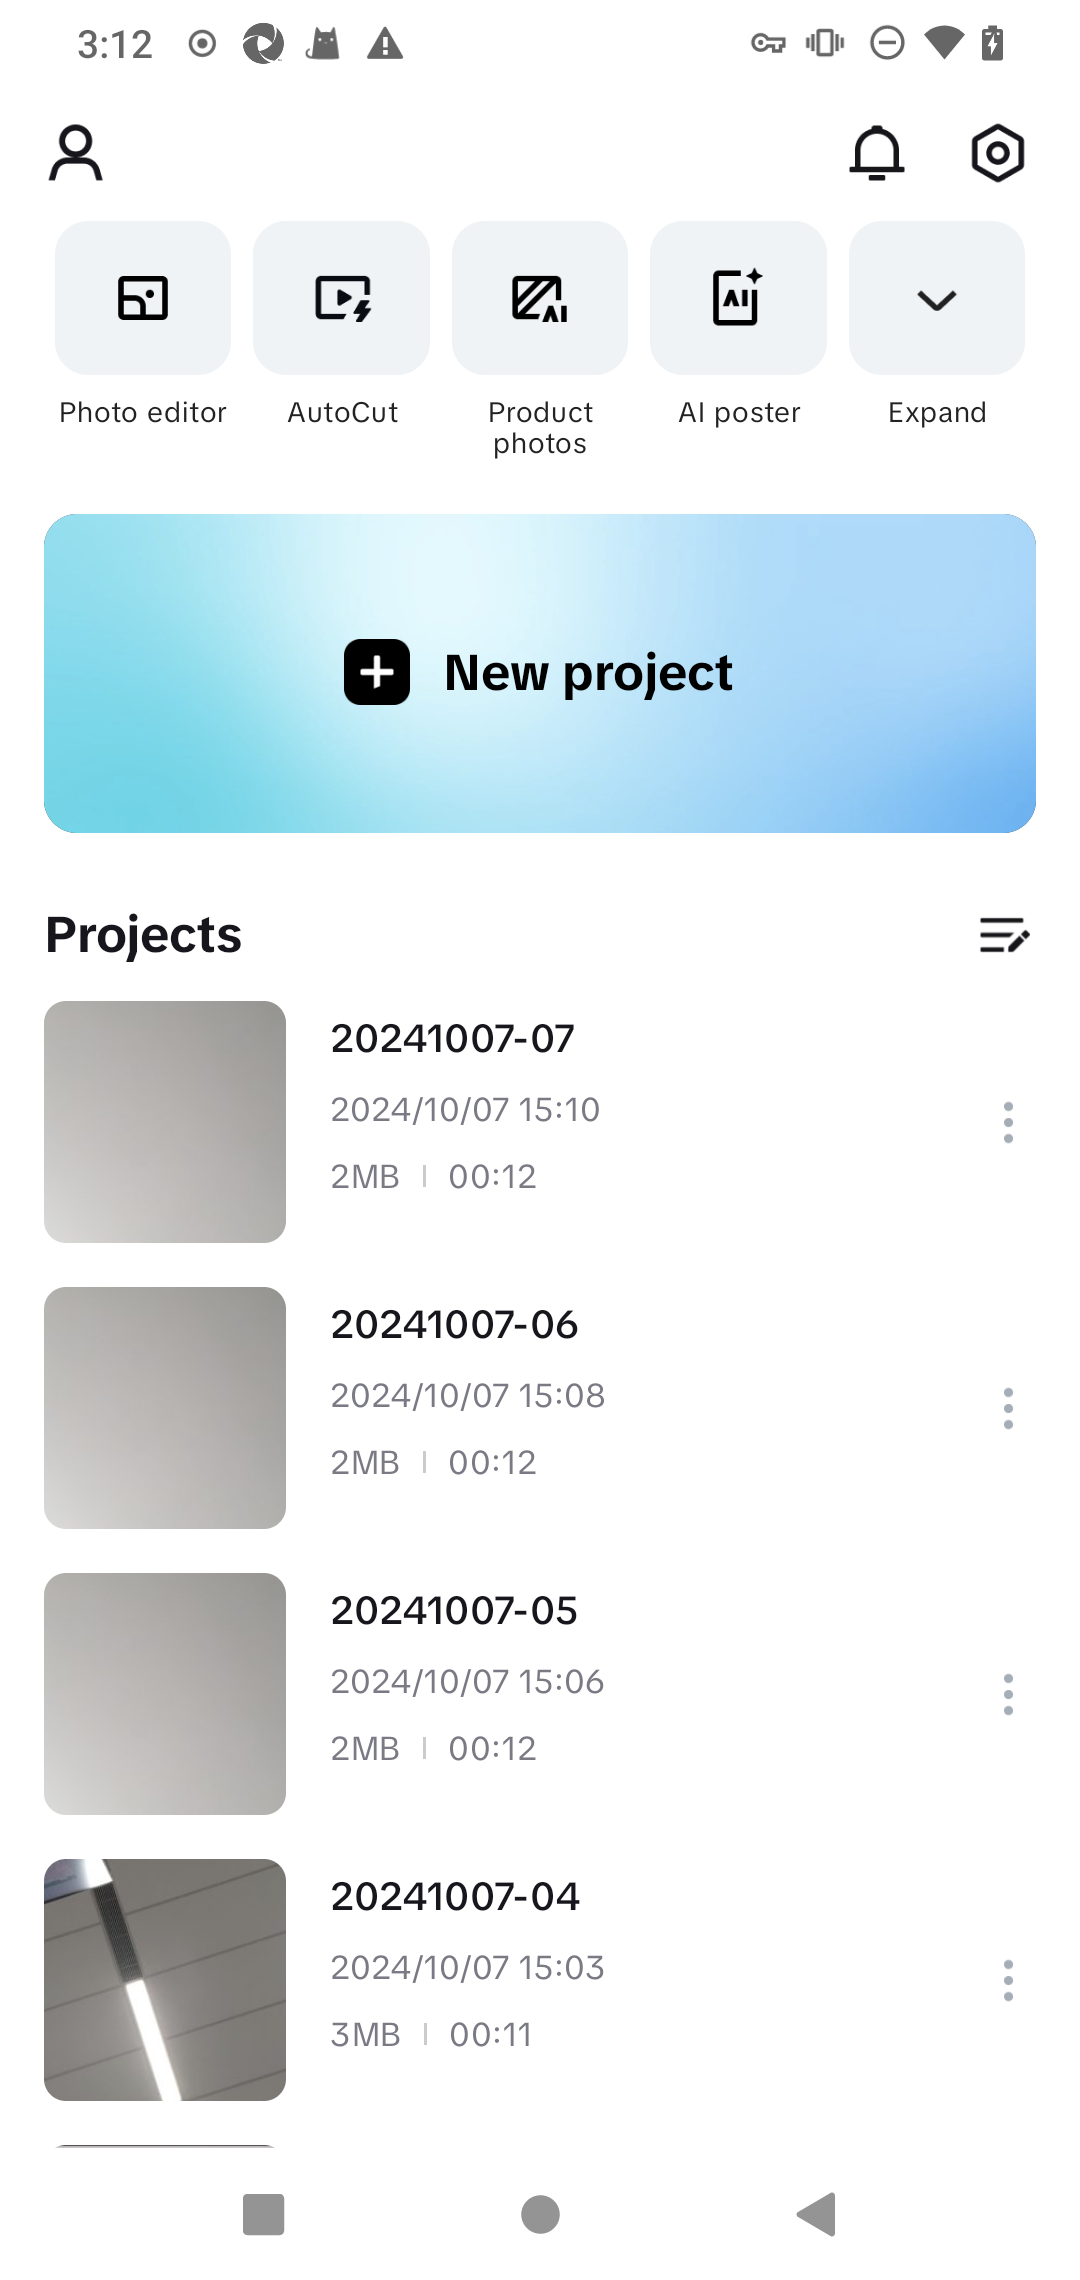 3:12
Photo editor
AutoCut
Product
photos
AI poster
Expand
New project
Projects
20241007-07
2024/10/07 15:10
2MB 00:12
20241007-06
2024/10/07 15:08
2MB 00:12
20241007-05
2024/10/07 15:06
2MB 00:12
20241007-04
2024/10/07 15:03
3MB 00:11